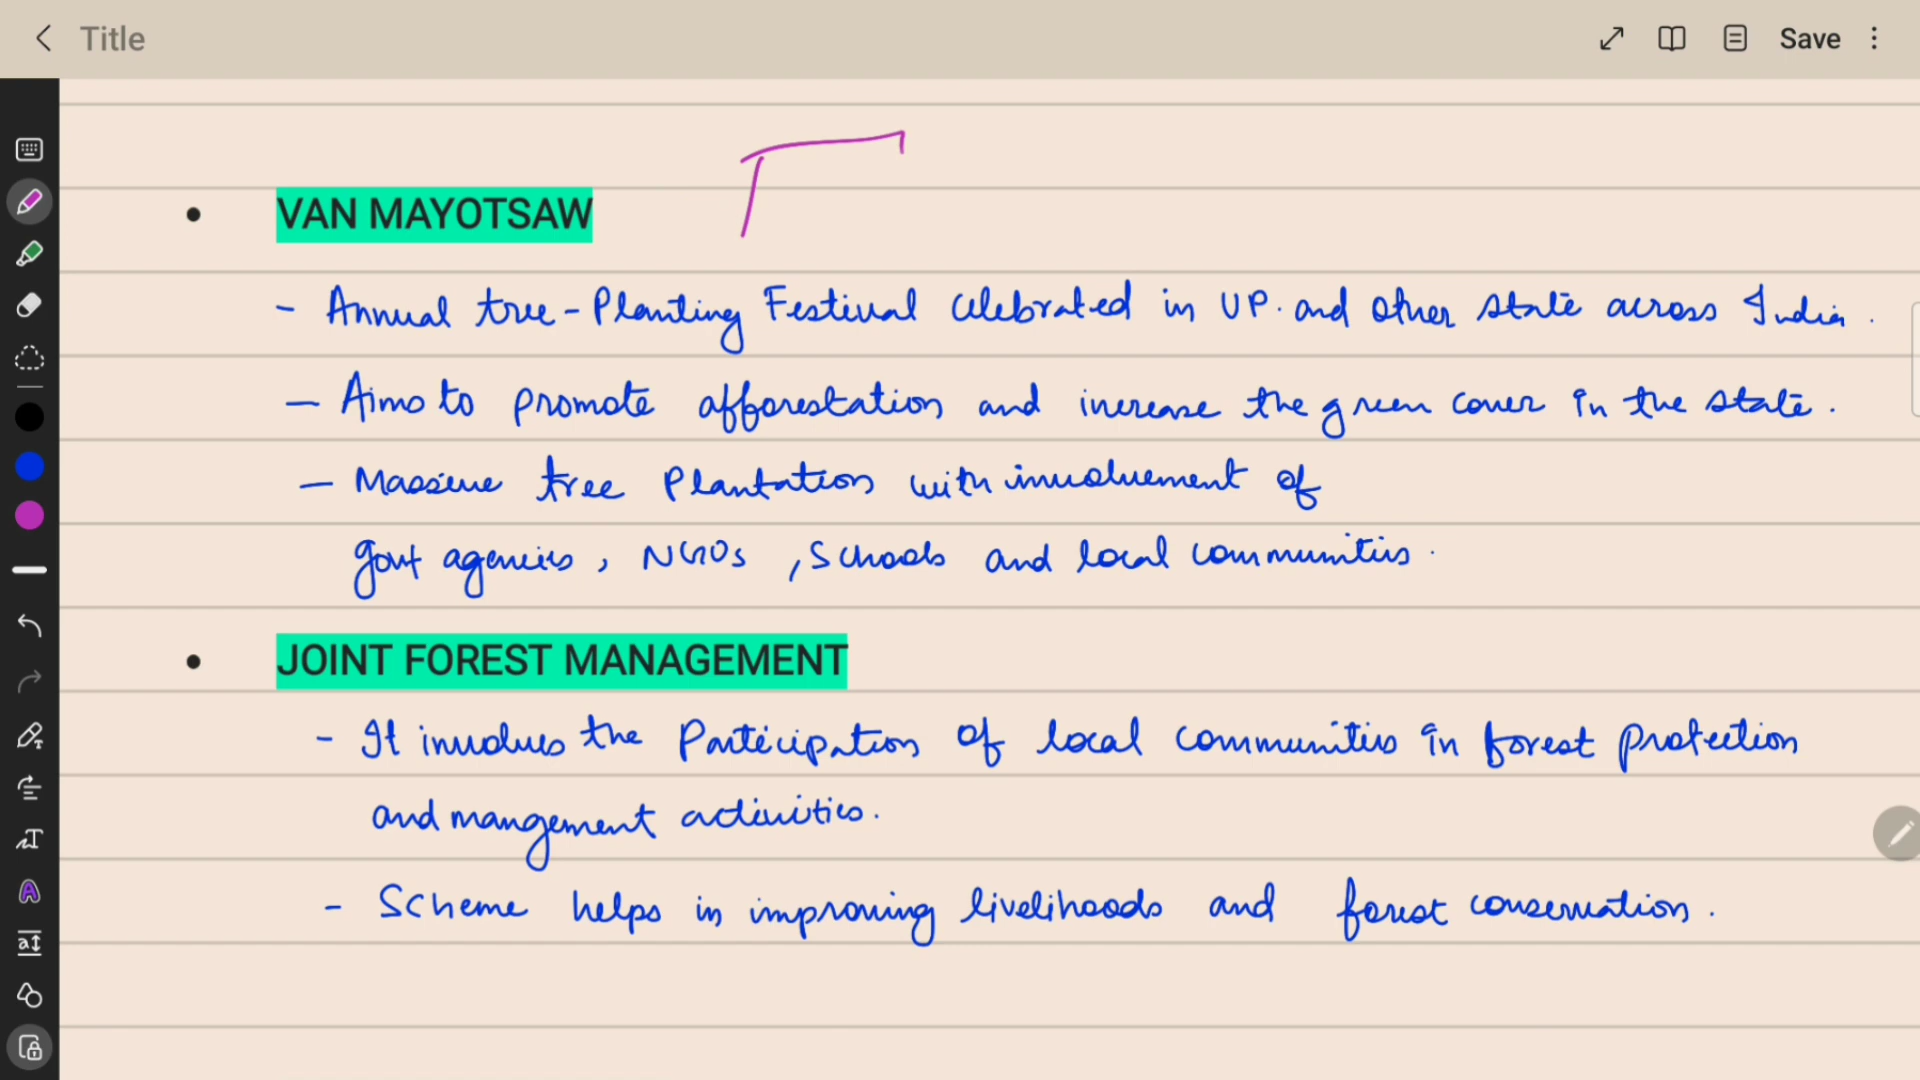 Title
Save
• VAN MAYOTSAW
- Annual tree-Planting Festival celebrated in UP. and other state across India.
- Aims to promote afforestation and increase the green cover in the state.
- Massive tree Plantation with involvement of
govt agencies, NGOs, Schools and local communities.
• JOINT FOREST MANAGEMENT
- It involves the Participation of local communities in forest protection
and mangement activities.
- Scheme helps in improving livelihoods and forest conservation.